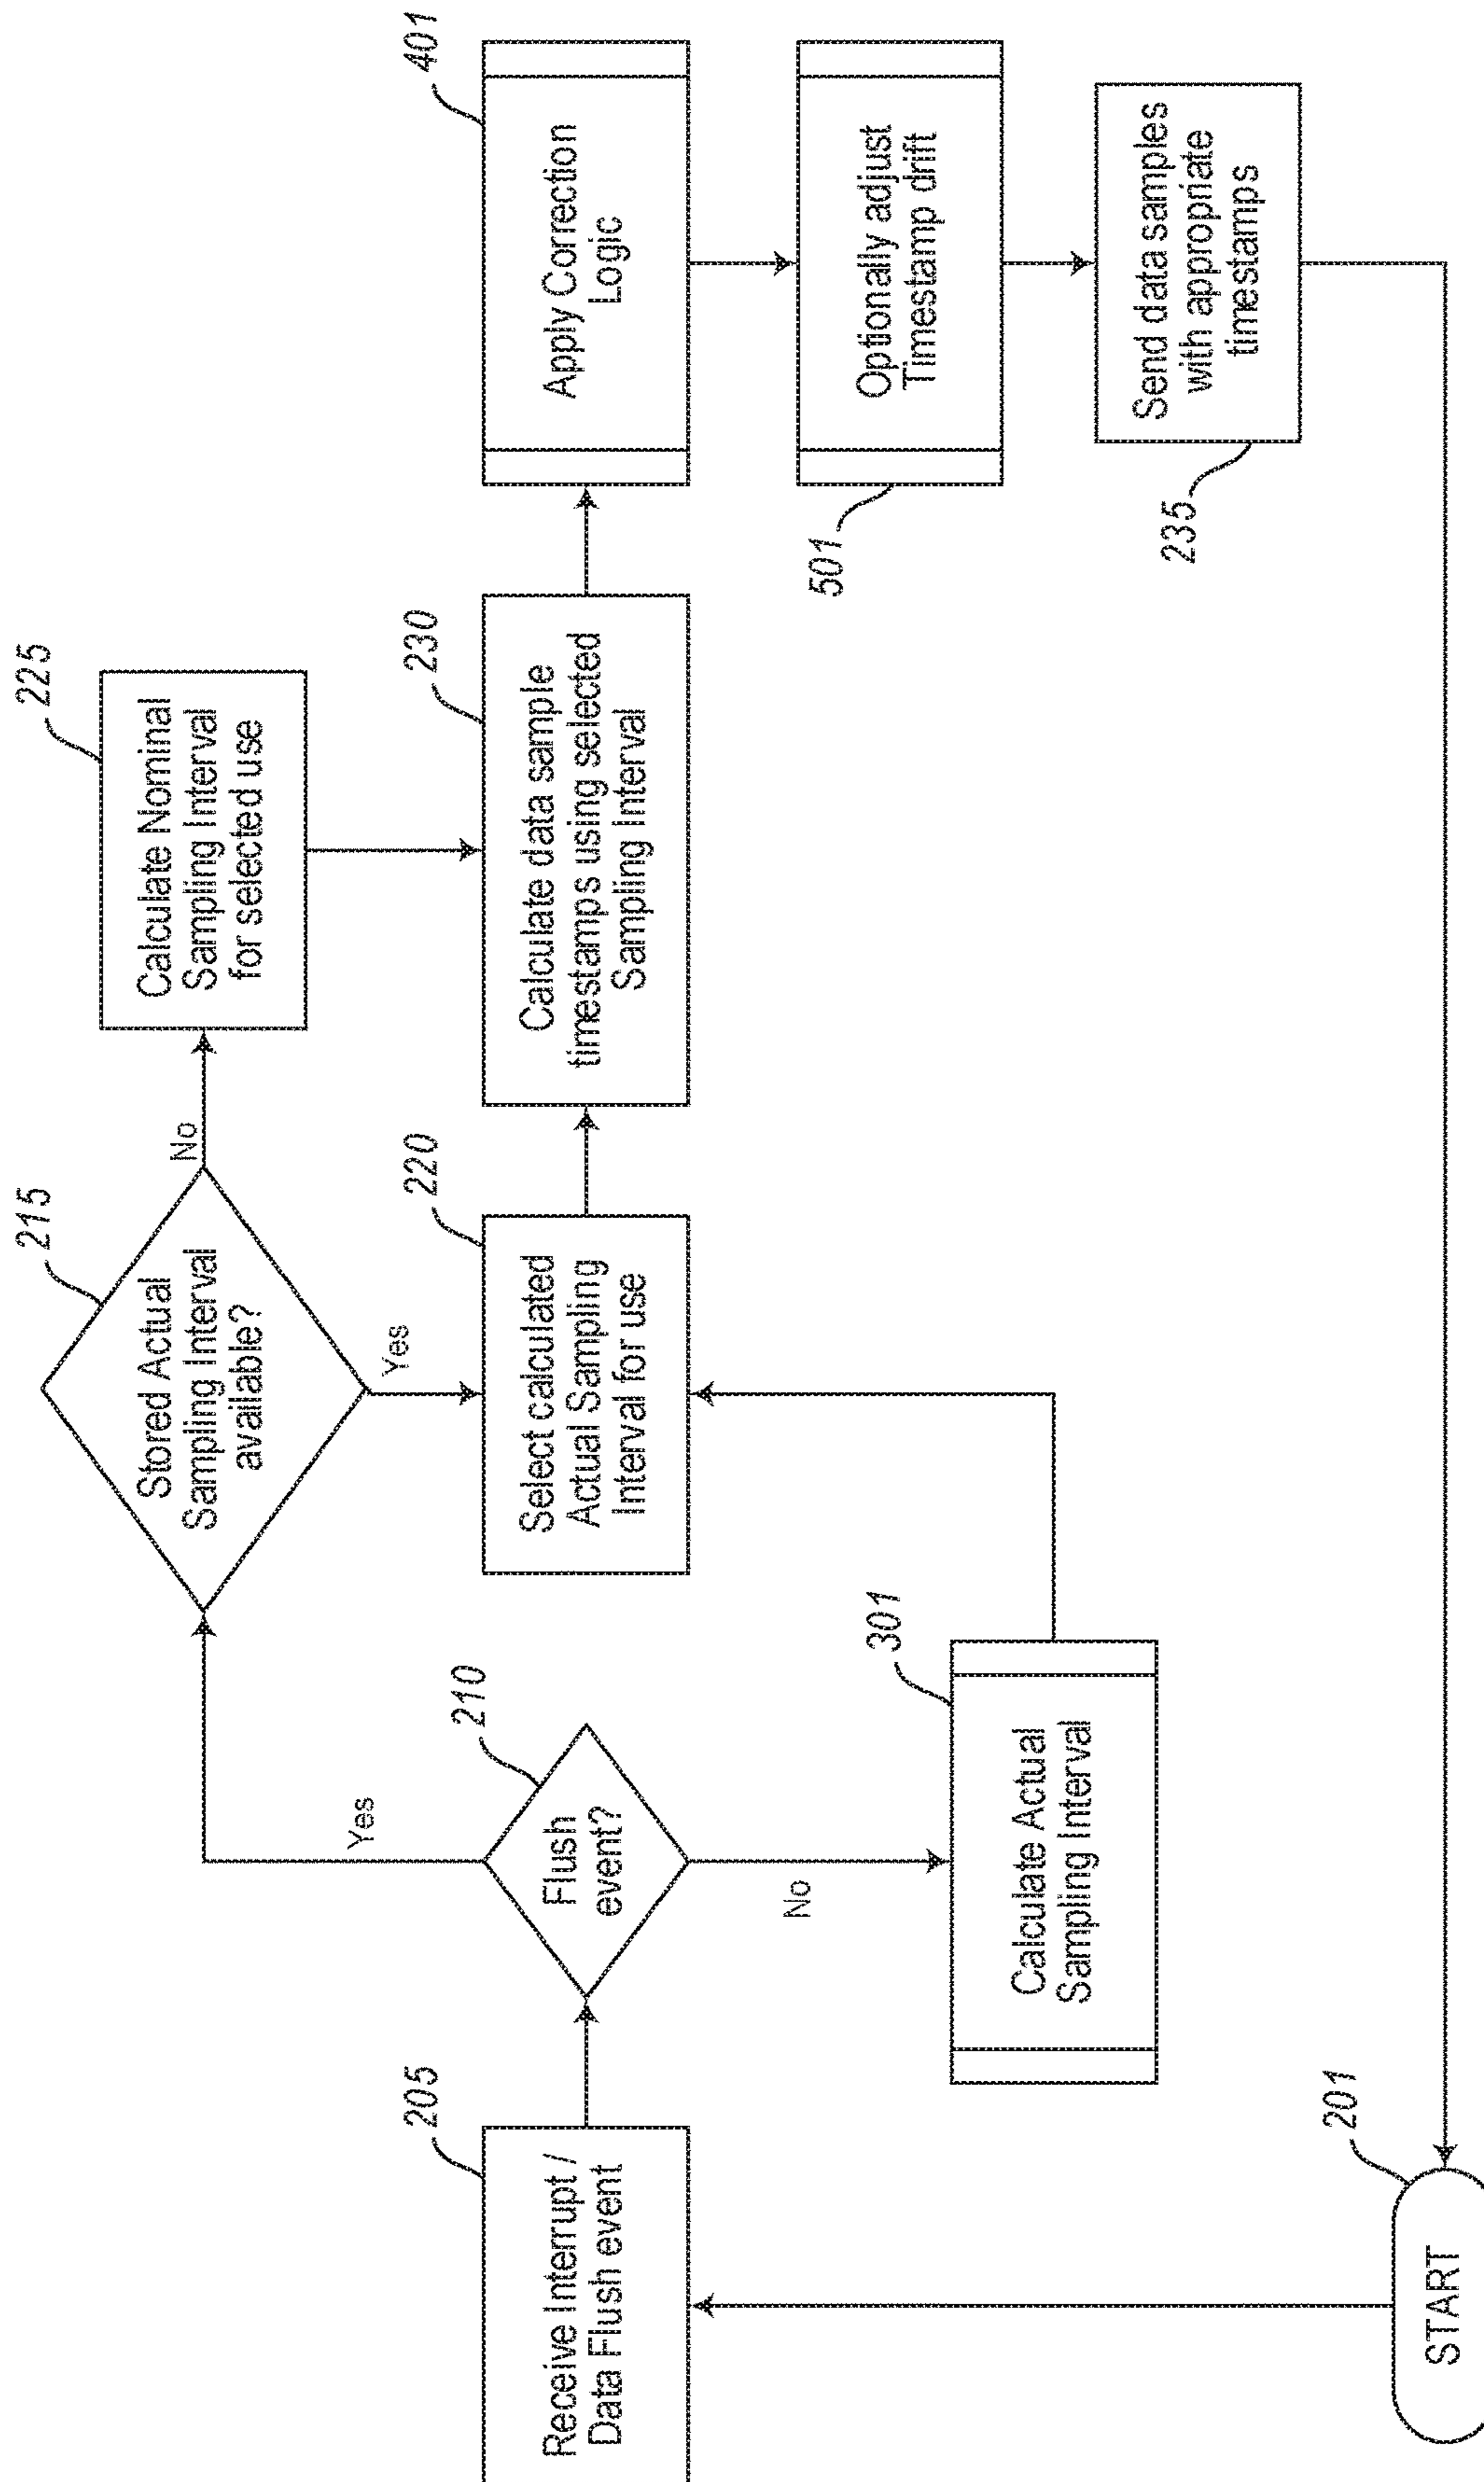 START
201
Receive Interrupt /
Data Flush event
205
Flush
event?
210
Yes
No
Stored Actual
Sampling Interval
available?
215
Yes
No
Calculate Actual
Sampling Interval
301
Select calculated
Actual Sampling
Interval for use
220
Calculate Nominal
Sampling Interval
for selected use
225
Calculate data sample
timestamps using selected
Sampling Interval
230
Apply Correction
Logic
401
Optionally adjust
Timestamp drift
501
Send data samples
with appropriate
timestamps
235